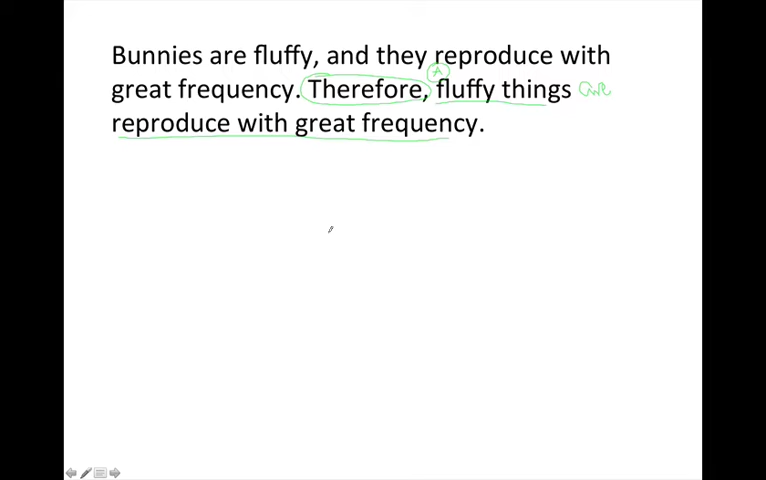 Bunnies are fluffy, and they reproduce with
A
great frequency. Therefore, fluffy things are
reproduce with great frequency.